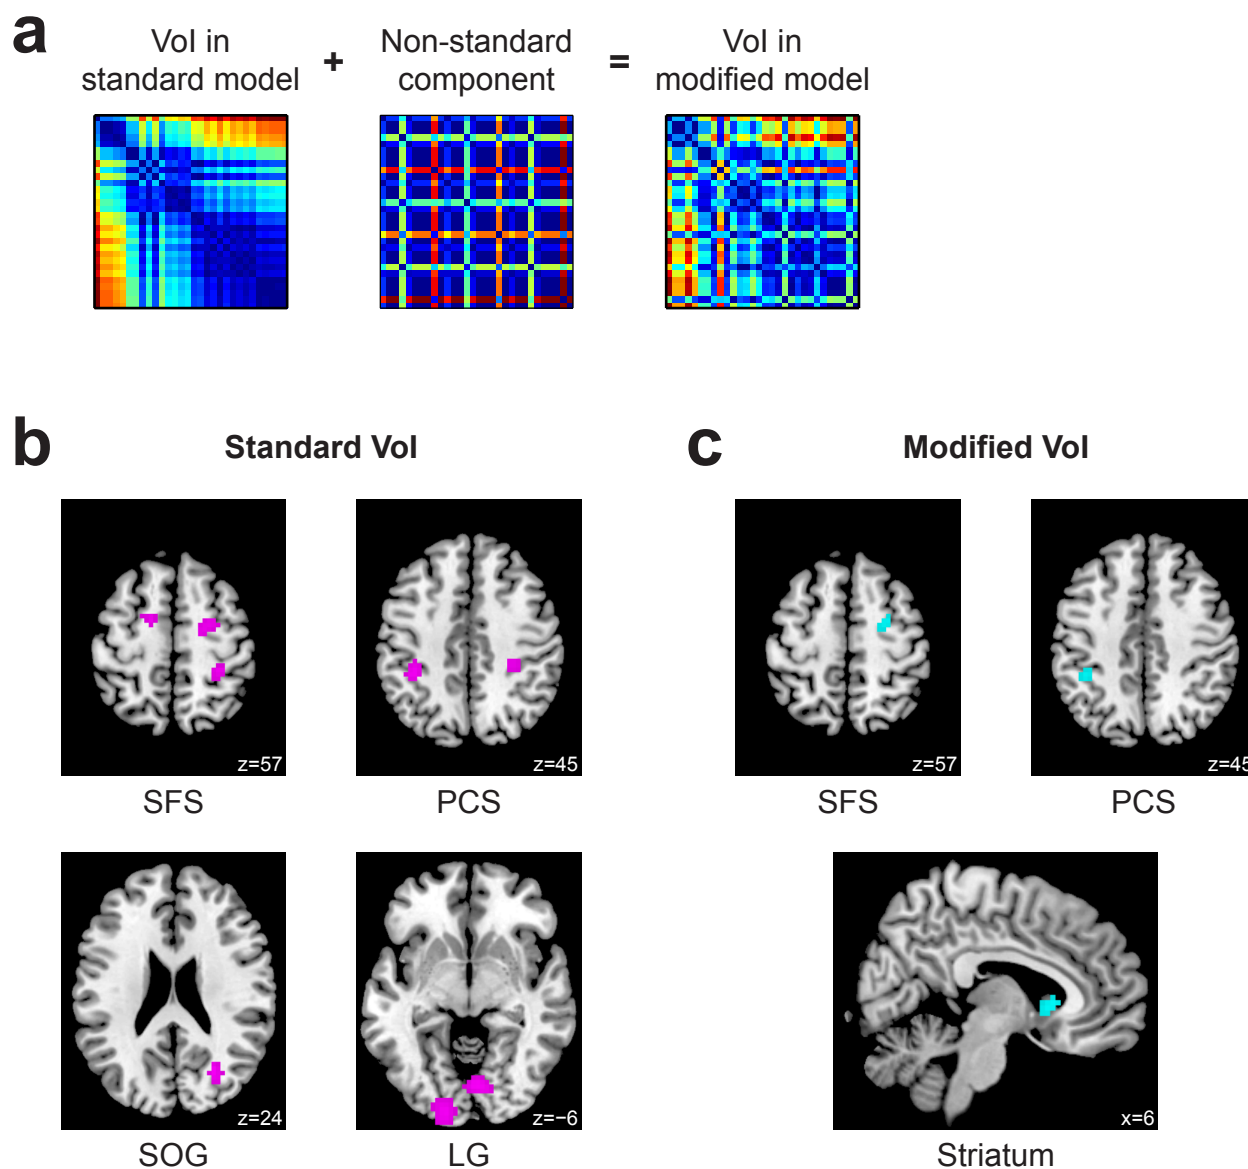 a
VoI in
standard model
+
Non-standard
component
=
VoI in
modified model
b
Standard VoI
z=57
SFS
z=45
PCS
z=24
SOG
z=−6
LG
c
Modified VoI
z=57
SFS
z=45
PCS
x=6
Striatum